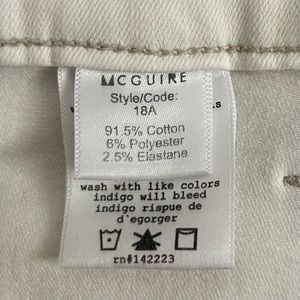 MCGUIRE
Style/Code:
18A
91.5% Cotton
6% Polyester
2.5% Elastane
wash with like colors
indigo will bleed
indigo rispue de
d'egorger
rn#142223